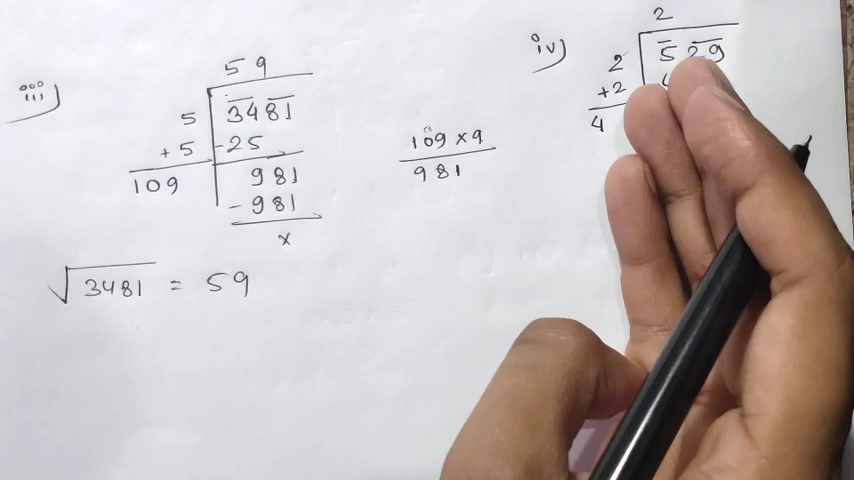 iii)
59
5 3481
+5 -25
109 981
-981
x
109 × 9
981
√3481 = 59
iv)
2
2 529
+2
4